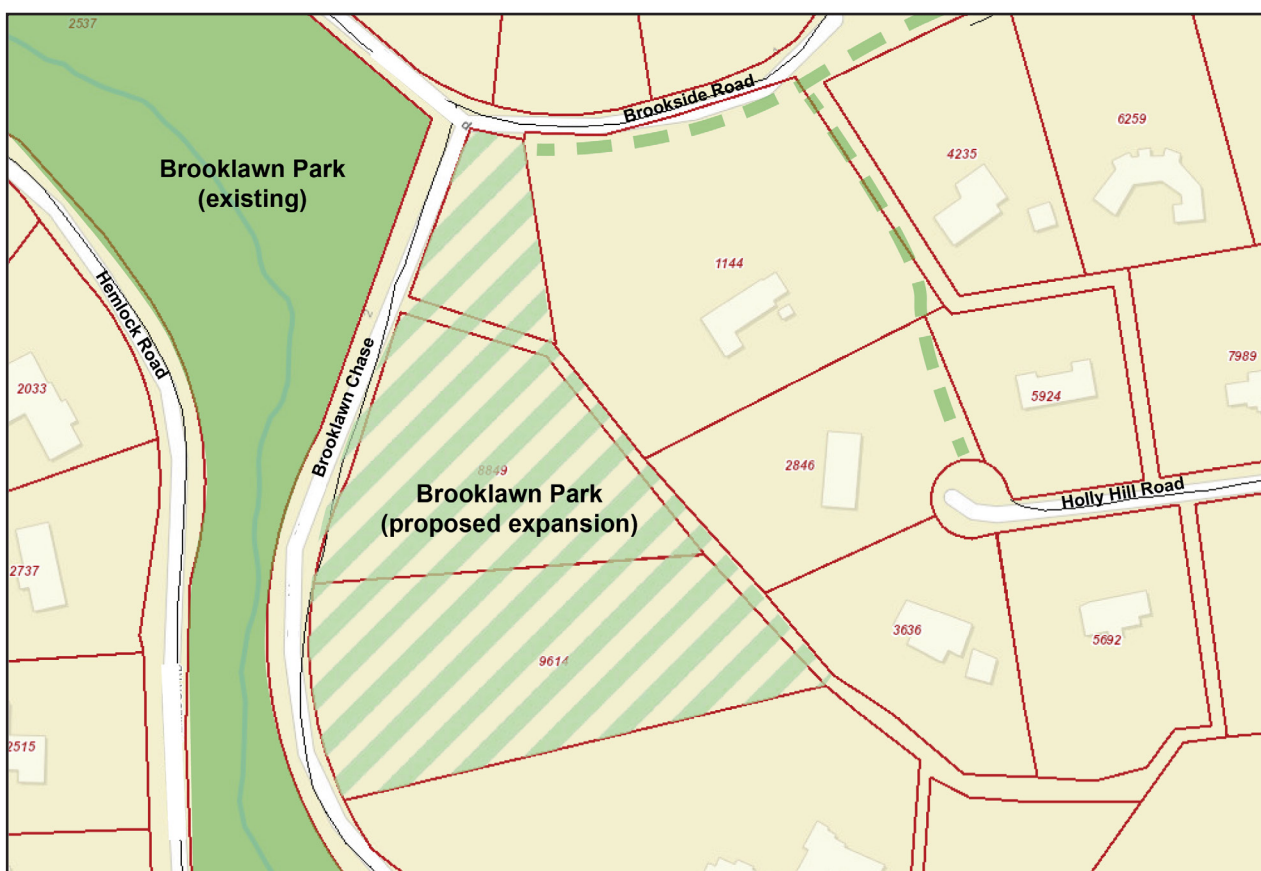 2537
Brookside Road
6259
4235
Brooklawn Park
(existing)
1144
Hemlock Road
Brooklawn Chase
2
7989
2033
5924
8849
2846
Brooklawn Park
(proposed expansion)
Holly Hill Road
2737
3636
5692
9614
2515